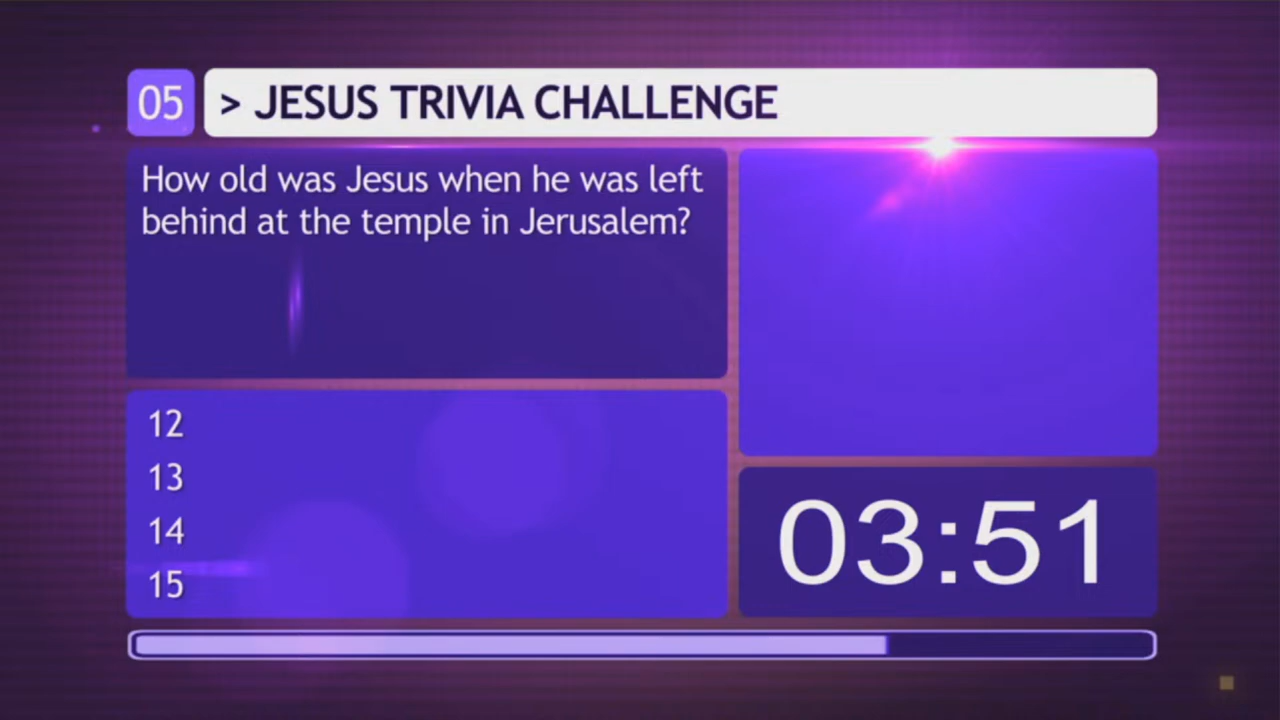 05
> JESUS TRIVIA CHALLENGE
How old was Jesus when he was left
behind at the temple in Jerusalem?
12
13
14
15
03:51